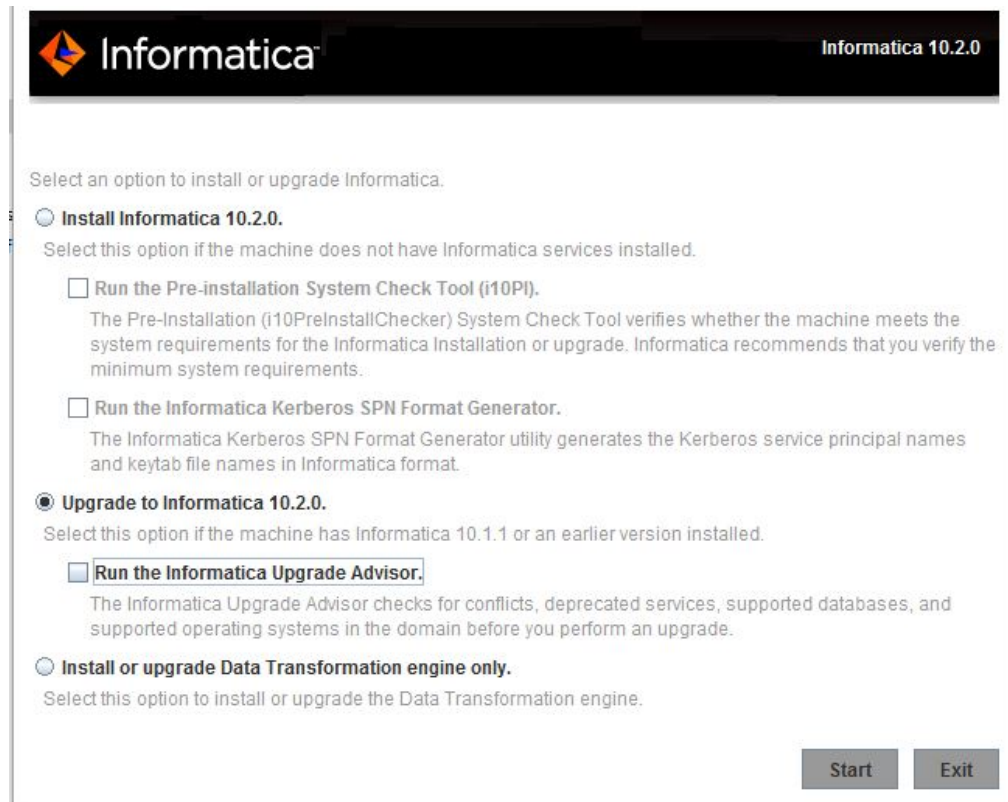 Informatica
Informatica 10.2.0
Select an option to install or upgrade Informatica.
Install Informatica 10.2.0.
Select this option if the machine does not have Informatica services installed.
Run the Pre-installation System Check Tool (i10PI).
The Pre-Installation (i10PreInstallChecker) System Check Tool verifies whether the machine meets the
system requirements for the Informatica Installation or upgrade. Informatica recommends that you verify the
minimum system requirements.
Run the Informatica Kerberos SPN Format Generator.
The Informatica Kerberos SPN Format Generator utility generates the Kerberos service principal names
and keytab file names in Informatica format.
Upgrade to Informatica 10.2.0.
Select this option if the machine has Informatica 10.1.1 or an earlier version installed.
Run the Informatica Upgrade Advisor.
The Informatica Upgrade Advisor checks for conflicts, deprecated services, supported databases, and
supported operating systems in the domain before you perform an upgrade.
Install or upgrade Data Transformation engine only.
Select this option to install or upgrade the Data Transformation engine.
Start
Exit